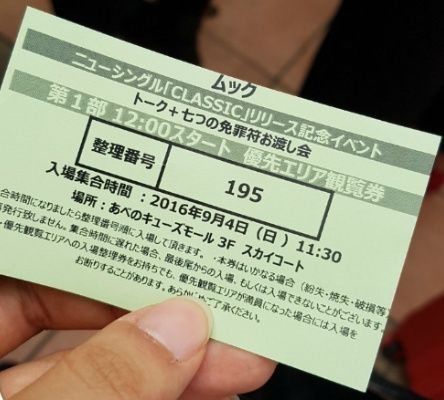 ムック
ニューシングル「CLASSIC」リリース記念イベント
トーク+七つの免罪符お渡し会
第1部 12:00スタート 優先エリア観覧券
整理番号
195
入場集合時間：2016年9月4日（日）11:30
場所：あべのキューズモール 3F スカイコート
合時間になりましたら整理番号順に入場して頂きます。・本券はいかなる場合（紛失・焼失・破損等
再発行致しません。集合時間に遅れた場合、最後尾からの入場、もしくは入場できないことがございます。
・優先観覧エリアへの入場整理券をお持ちでも、優先観覧エリアが満員になった場合には入場を
お断りすることがあります。あらかじめご了承ください。